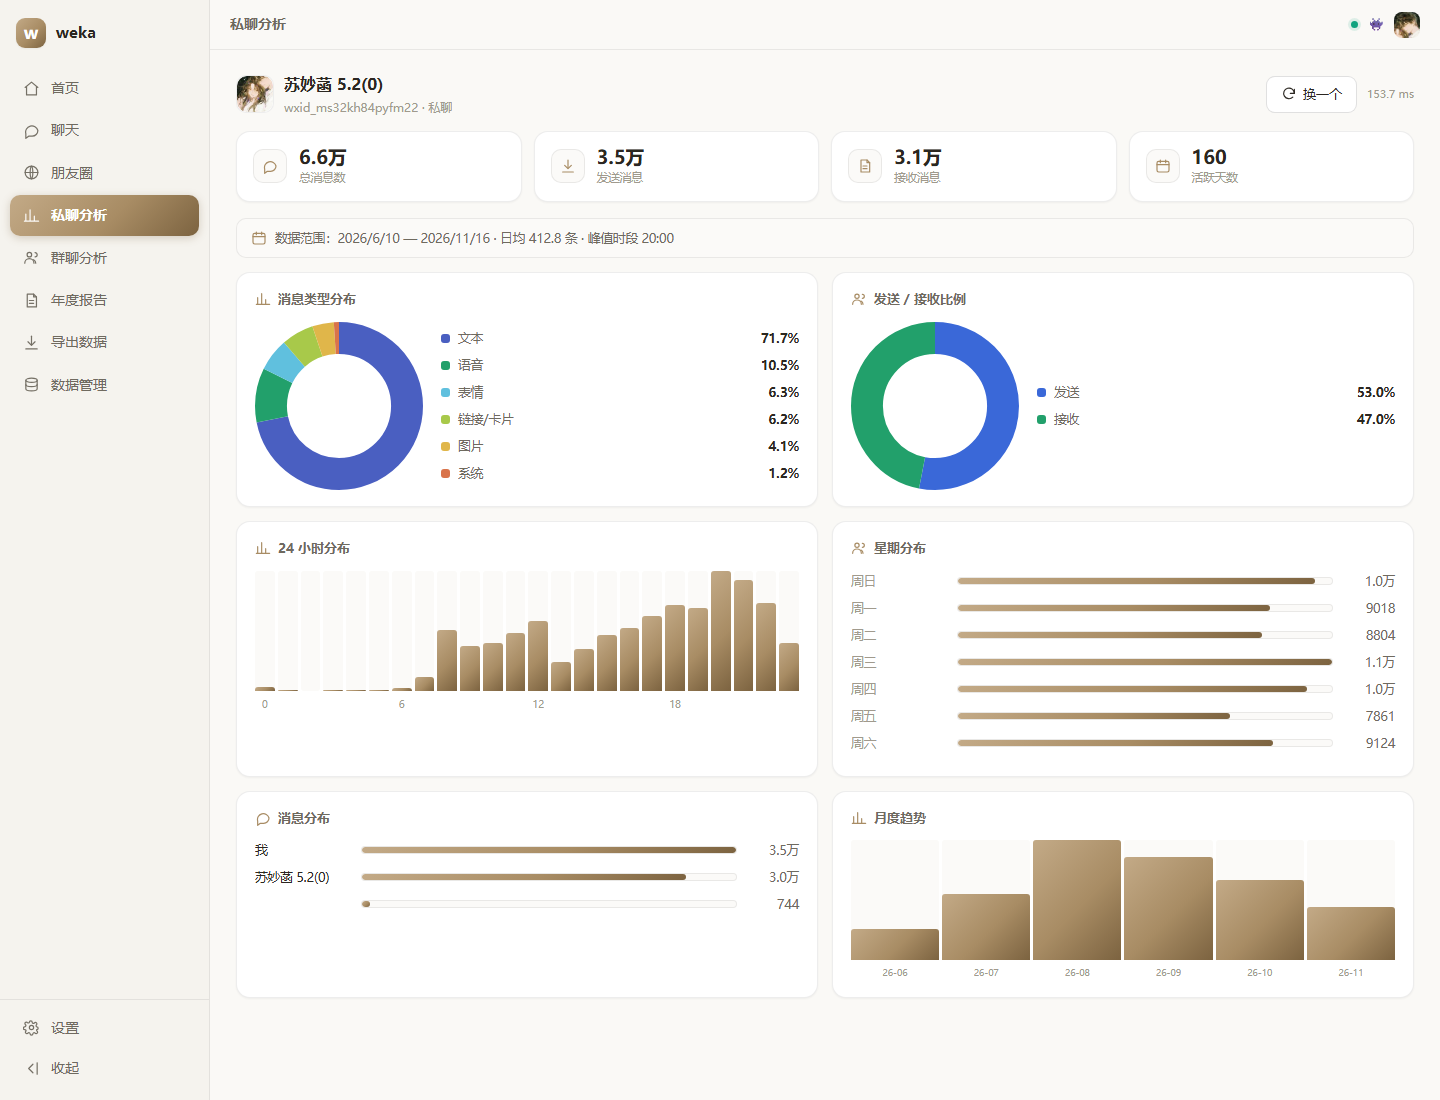 w weka
首页
聊天
朋友圈
私聊分析
群聊分析
年度报告
导出数据
数据管理
设置
收起
私聊分析
苏妙菡 5.2(0)
wxid_ms32kh84pyfm22 · 私聊
换一个
153.7 ms
6.6万
总消息数
3.5万
发送消息
3.1万
接收消息
160
活跃天数
数据范围：2026/6/10 — 2026/11/16 · 日均 412.8 条 · 峰值时段 20:00
消息类型分布
文本 71.7%
语音 10.5%
表情 6.3%
链接/卡片 6.2%
图片 4.1%
系统 1.2%
发送 / 接收比例
发送 53.0%
接收 47.0%
24 小时分布
0 6 12 18
星期分布
周日 1.0万
周一 9018
周二 8804
周三 1.1万
周四 1.0万
周五 7861
周六 9124
消息分布
我 3.5万
苏妙菡 5.2(0) 3.0万
744
月度趋势
26-06 26-07 26-08 26-09 26-10 26-11